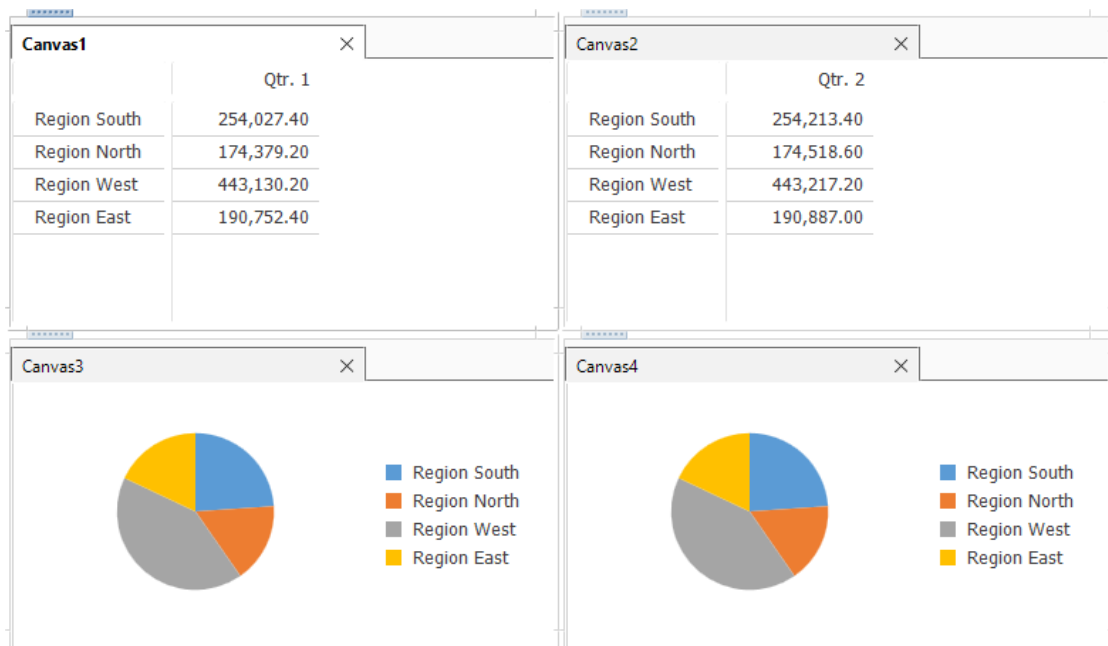 Canvas1
Qtr. 1
Region South 254,027.40
Region North 174,379.20
Region West 443,130.20
Region East 190,752.40
Canvas2
Qtr. 2
Region South 254,213.40
Region North 174,518.60
Region West 443,217.20
Region East 190,887.00
Canvas3
Region South
Region North
Region West
Region East
Canvas4
Region South
Region North
Region West
Region East